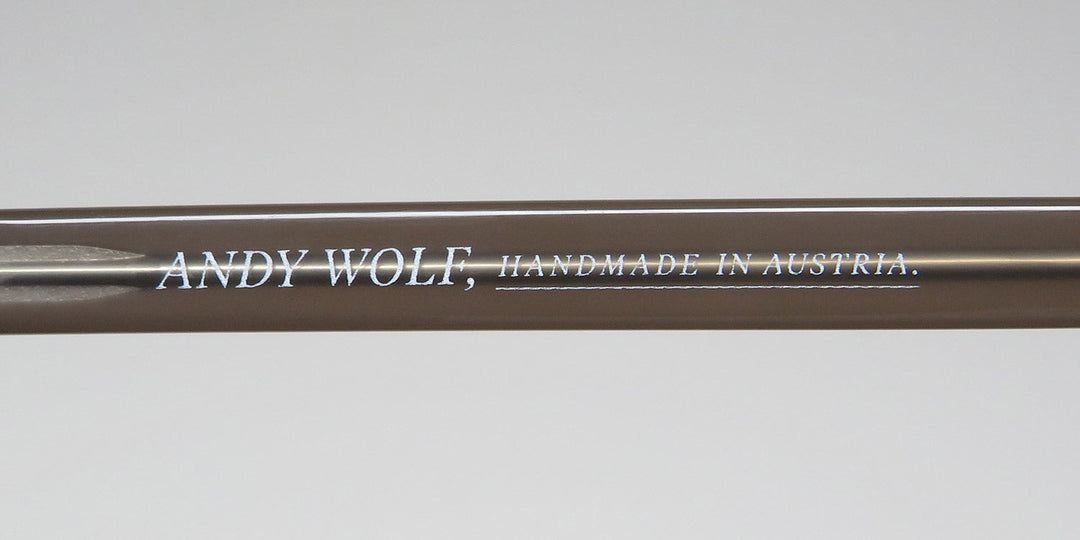 ANDY WOLF, HANDMADE IN AUSTRIA.